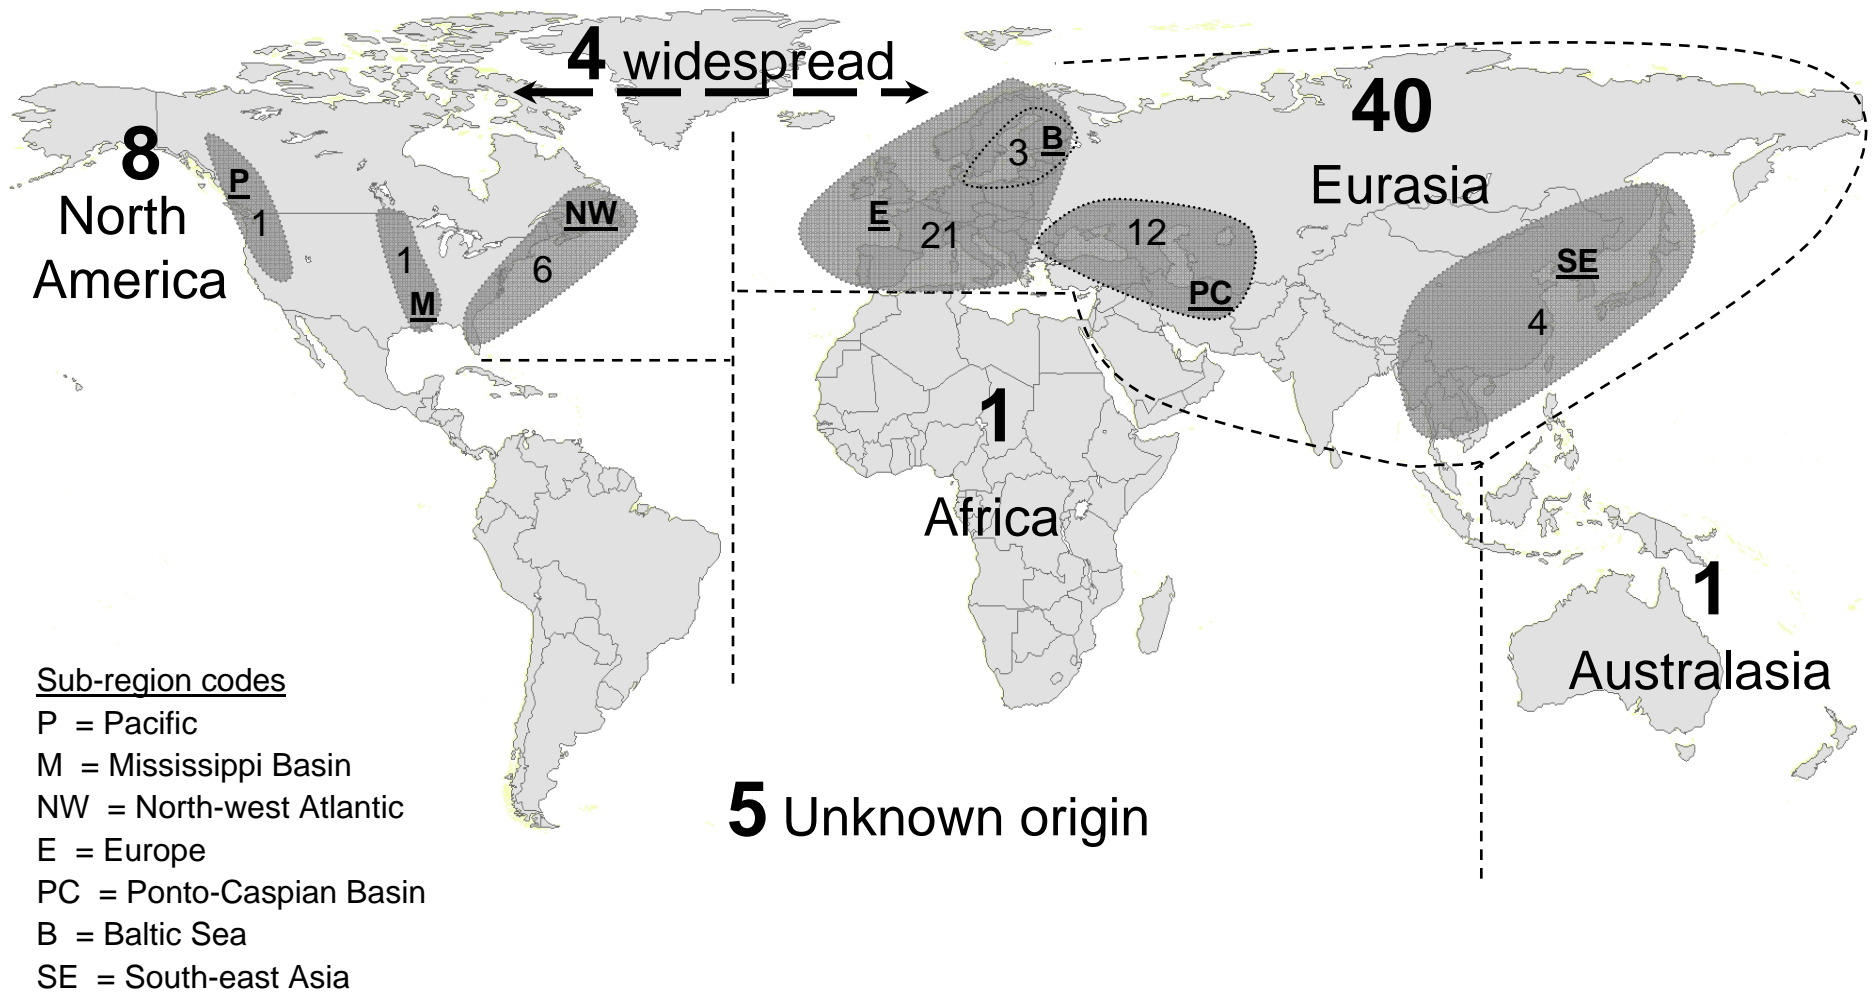 4 widespread
40
Eurasia
8
North
America
P
1
1
M
NW
6
E
21
3
B
12
PC
SE
4
1
Africa
1
Australasia
5 Unknown origin
Sub-region codes
P = Pacific
M = Mississippi Basin
NW = North-west Atlantic
E = Europe
PC = Ponto-Caspian Basin
B = Baltic Sea
SE = South-east Asia